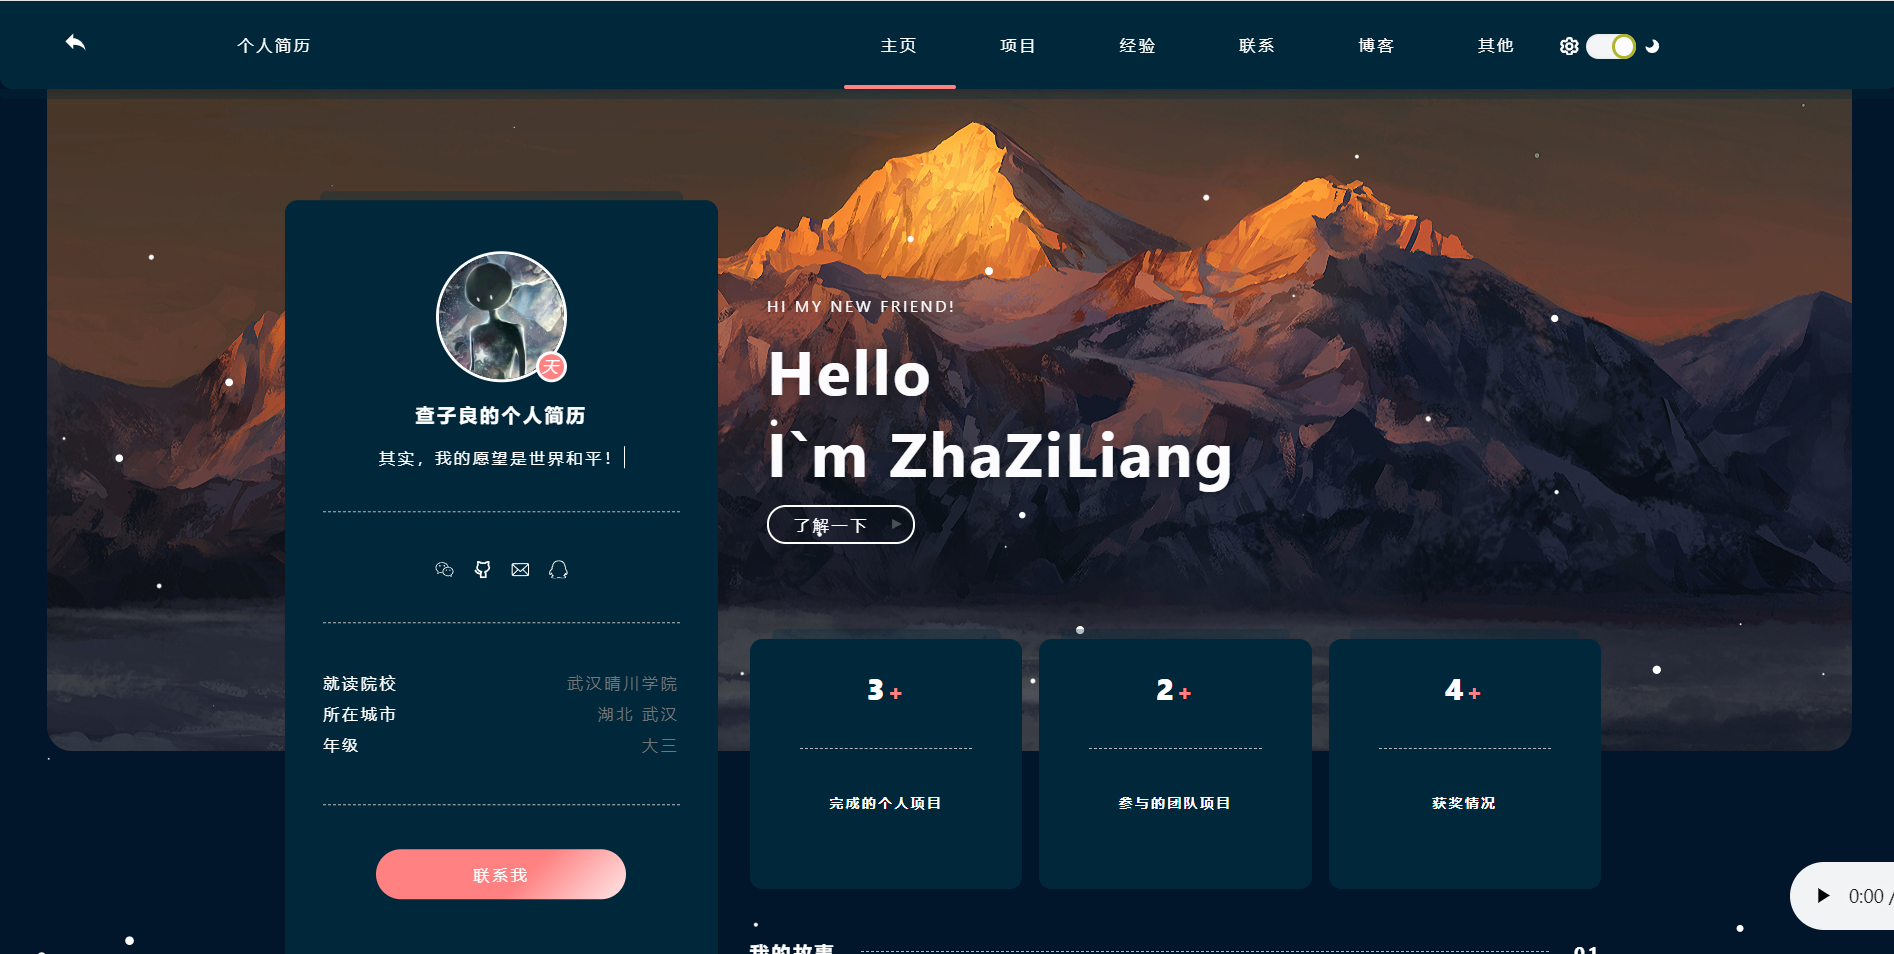 个人简历
主页 项目 经验 联系 博客 其他
天
查子良的个人简历
其实，我的愿望是世界和平！
就读院校 武汉晴川学院
所在城市 湖北 武汉
年级 大三
联系我
HI MY NEW FRIEND!
Hello
I`m ZhaZiLiang
了解一下
3 +
完成的个人项目
2 +
参与的团队项目
4 +
获奖情况
我的故事 01
0:00 /